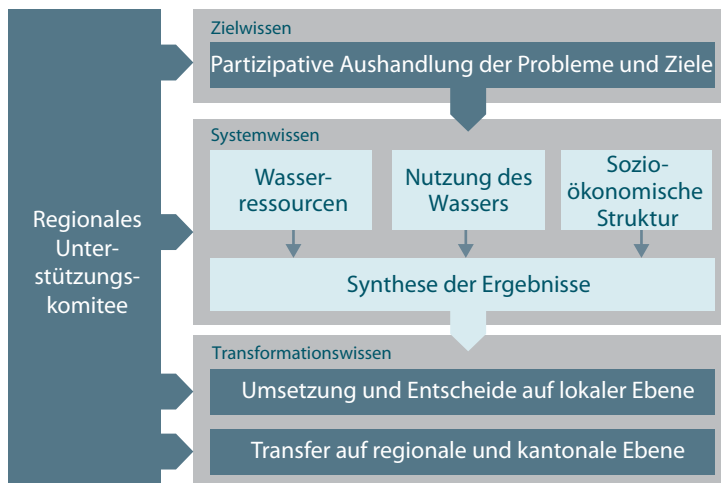 Regionales
Unter-
stützungs-
komitee
Zielwissen
Partizipative Aushandlung der Probleme und Ziele
Systemwissen
Wasser-
ressourcen
Nutzung des
Wassers
Sozio-
ökonomische
Struktur
Synthese der Ergebnisse
Transformationswissen
Umsetzung und Entscheide auf lokaler Ebene
Transfer auf regionale und kantonale Ebene